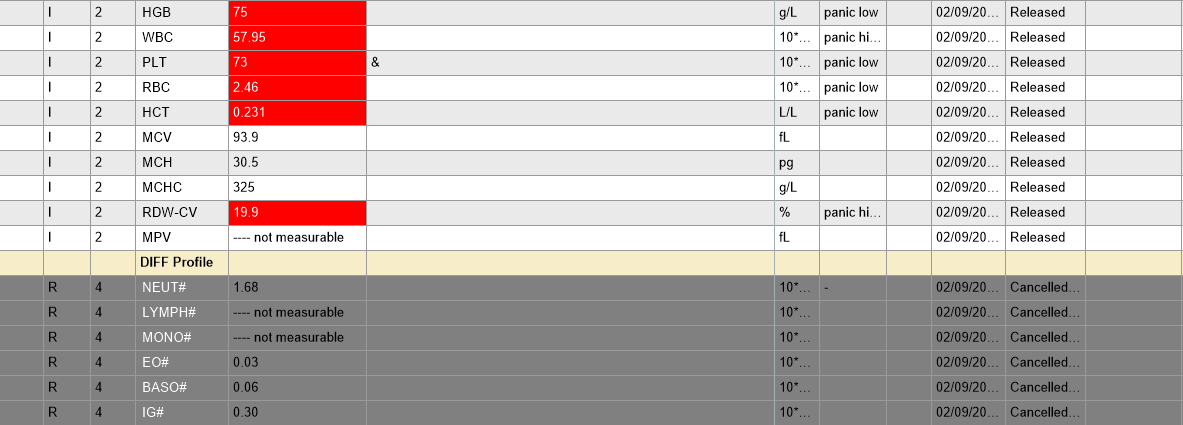 I 2 HGB 75 g/L panic low 02/09/20... Released
I 2 WBC 57.95 10*... panic hi... 02/09/20... Released
I 2 PLT 73 & 10*... panic low 02/09/20... Released
I 2 RBC 2.46 10*... panic low 02/09/20... Released
I 2 HCT 0.231 L/L panic low 02/09/20... Released
I 2 MCV 93.9 fL 02/09/20... Released
I 2 MCH 30.5 pg 02/09/20... Released
I 2 MCHC 325 g/L 02/09/20... Released
I 2 RDW-CV 19.9 % panic hi... 02/09/20... Released
I 2 MPV ---- not measurable fL 02/09/20... Released
DIFF Profile
R 4 NEUT# 1.68 10*... - 02/09/20... Cancelled...
R 4 LYMPH# ---- not measurable 10*... 02/09/20... Cancelled...
R 4 MONO# ---- not measurable 10*... 02/09/20... Cancelled...
R 4 EO# 0.03 10*... 02/09/20... Cancelled...
R 4 BASO# 0.06 10*... 02/09/20... Cancelled...
R 4 IG# 0.30 10*... 02/09/20... Cancelled...